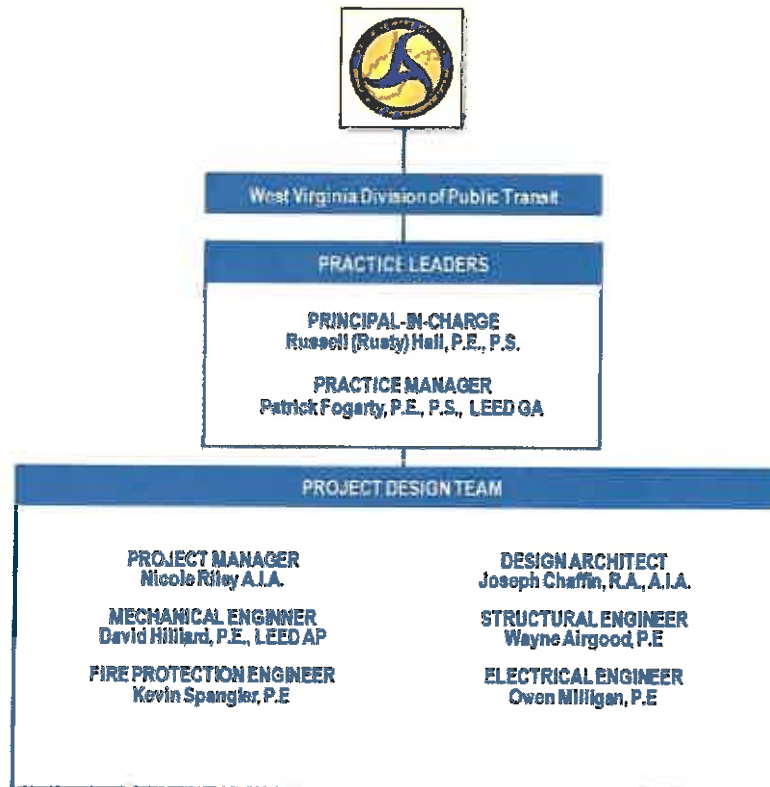 West Virginia Division of Public Transit
PRACTICE LEADERS
PRINCIPAL-IN-CHARGE
Russell (Rusty) Hall, P.E., P.S.
PRACTICE MANAGER
Patrick Fogarty, P.E., P.S., LEED GA
PROJECT DESIGN TEAM
PROJECT MANAGER
Nicole Riley A.I.A.
MECHANICAL ENGINNER
David Hilliard, P.E., LEED AP
FIRE PROTECTION ENGINEER
Kevin Spangler, P.E
DESIGN ARCHITECT
Joseph Chaffin, R.A., A.I.A.
STRUCTURAL ENGINEER
Wayne Airgood, P.E
ELECTRICAL ENGINEER
Owen Milligan, P.E